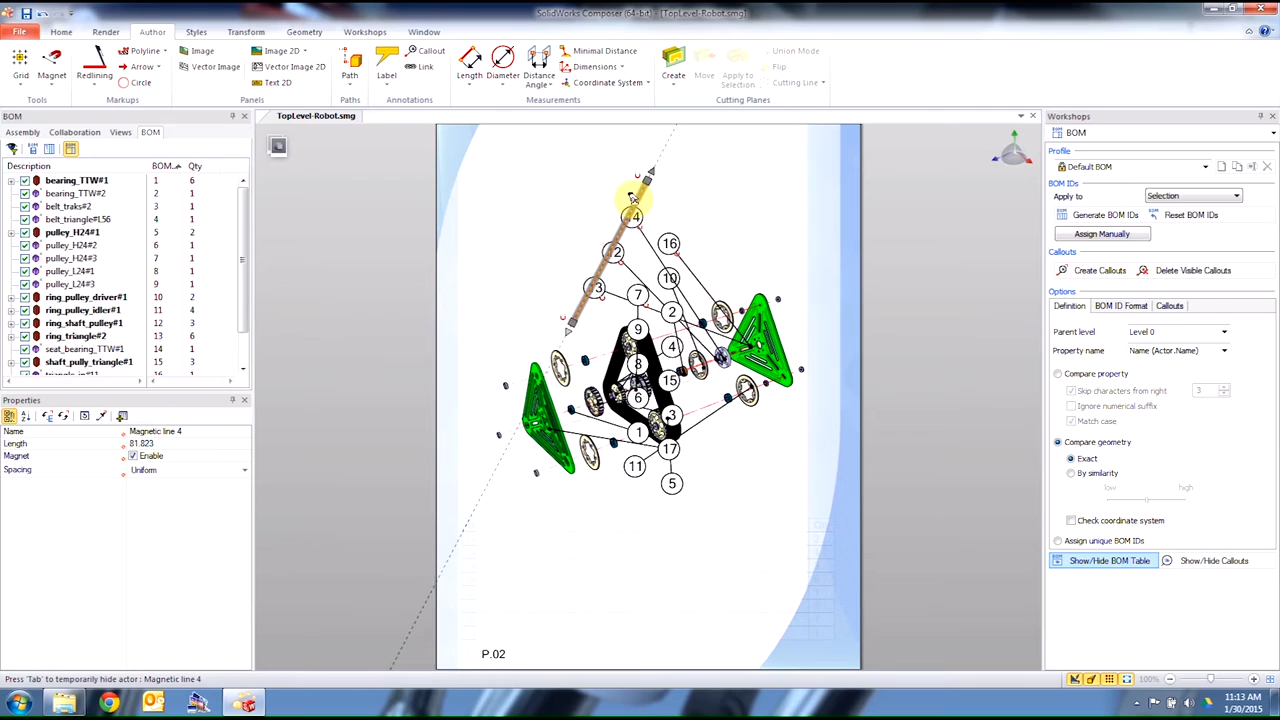 SolidWorks Composer (64-bit) - [TopLevel-Robot.smg]
File Home Render Author Styles Transform Geometry Workshops Window
Grid Magnet Redlining Polyline Arrow Circle Image Vector Image Image 2D Vector Image 2D Text 2D Path Label Callout Link Length Diameter Distance Angle Minimal Distance Dimensions Coordinate System Create Move Apply to Selection Union Mode Flip Cutting Line
Tools Markups Panels Paths Annotations Measurements Cutting Planes
BOM
Assembly Collaboration Views BOM
Description BOM... Qty
bearing_TTW#1 1 6
bearing_TTW#2 2 1
belt_traks#2 3 1
belt_triangle#L56 4 1
pulley_H24#1 5 2
pulley_H24#2 6 1
pulley_H24#3 7 1
pulley_L24#1 8 1
pulley_L24#3 9 1
ring_pulley_driver#1 10 2
ring_pulley_idler#1 11 4
ring_shaft_pulley#1 12 3
ring_triangle#2 13 6
seat_bearing_TTW#1 14 1
shaft_pully_triangle#1 15 3
Properties
Name Magnetic line 4
Length 81.823
Magnet Enable
Spacing Uniform
TopLevel-Robot.smg
4
16
2
10
3
7
2
9
4
8
15
6
3
1
17
11
5
P.02
Workshops
BOM
Profile
Default BOM
BOM IDs
Apply to Selection
Generate BOM IDs Reset BOM IDs
Assign Manually
Callouts
Create Callouts Delete Visible Callouts
Options
Definition BOM ID Format Callouts
Parent level Level 0
Property name Name (Actor.Name)
Compare property
Skip characters from right 3
Ignore numerical suffix
Match case
Compare geometry
Exact
By similarity
low high
Check coordinate system
Assign unique BOM IDs
Show/Hide BOM Table Show/Hide Callouts
Press 'Tab' to temporarily hide actor : Magnetic line 4
100%
11:13 AM
1/30/2015